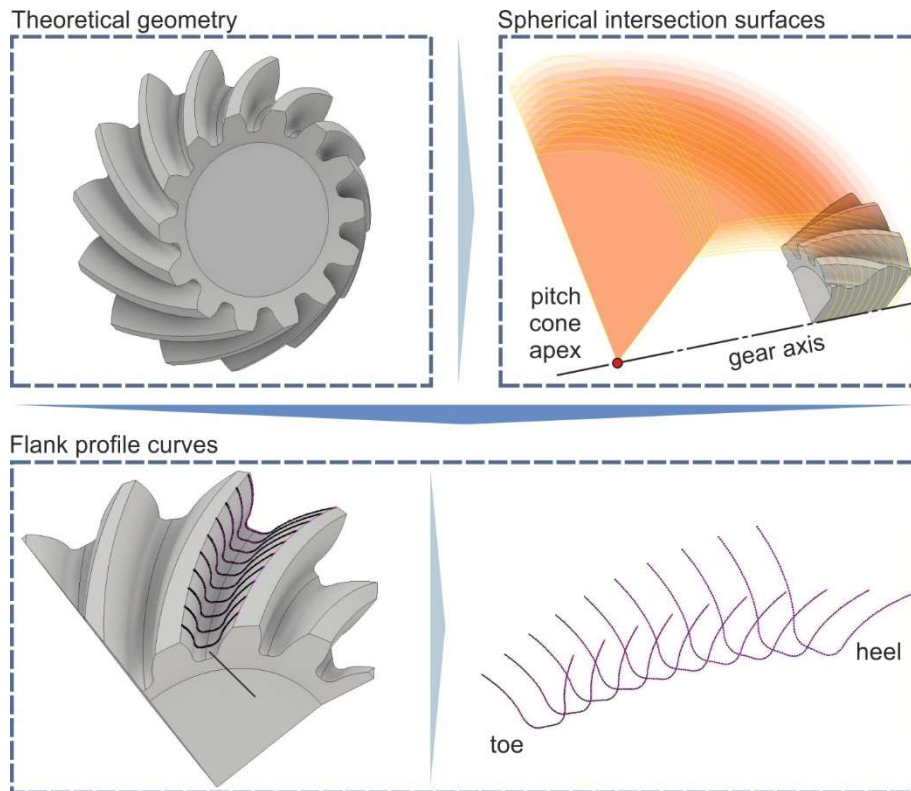 Theoretical geometry
Spherical intersection surfaces
pitch
cone
apex
gear axis
Flank profile curves
heel
toe